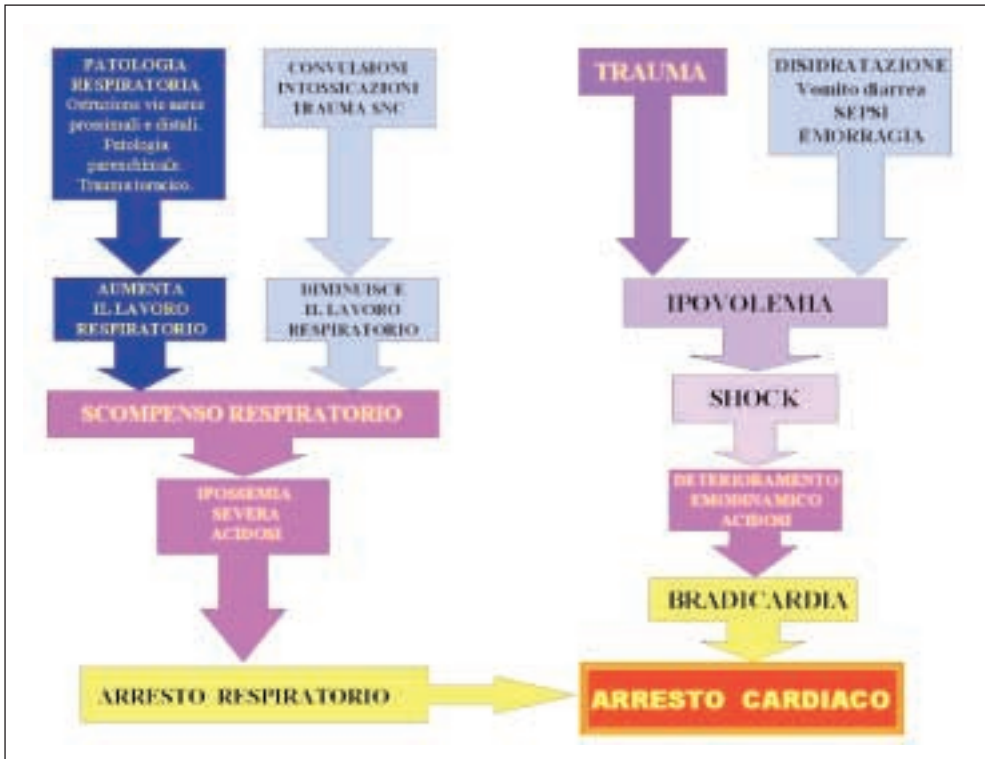 PATOLOGIA
RESPIRATORIA
Ostruzione vie aeree
prossimali e distali.
Patologia
parenchimale.
Trauma toracico.
CONVULSIONI
INTOSSICAZIONI
TRAUMA SNC
AUMENTA
IL LAVORO
RESPIRATORIO
DIMINUISCE
IL LAVORO
RESPIRATORIO
SCOMPENSO RESPIRATORIO
IPOSSEMIA
SEVERA
ACIDOSI
ARRESTO RESPIRATORIO
TRAUMA
DISIDRATAZIONE
Vomito diarrea
SEPSI
EMORRAGIA
IPOVOLEMIA
SHOCK
DETERIORAMENTO
EMODINAMICO
ACIDOSI
BRADICARDIA
ARRESTO CARDIACO